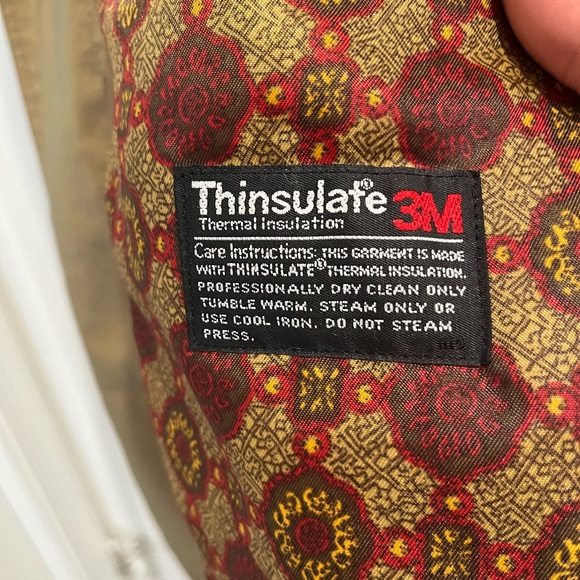 Thinsulate® 3M
Thermal Insulation
Care Instructions: THIS GARMENT IS MADE
WITH THINSULATE® THERMAL INSULATION.
PROFESSIONALLY DRY CLEAN ONLY
TUMBLE WARM. STEAM ONLY OR
USE COOL IRON. DO NOT STEAM
PRESS.